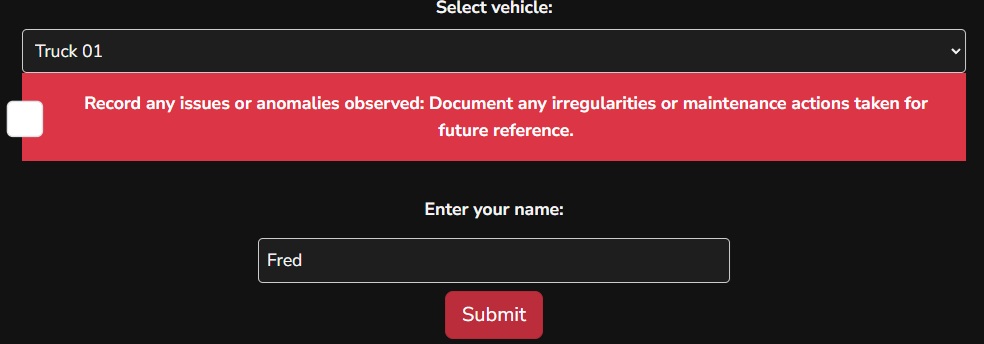 Select vehicle:
Truck 01
Record any issues or anomalies observed: Document any irregularities or maintenance actions taken for
future reference.
Enter your name:
Fred
Submit